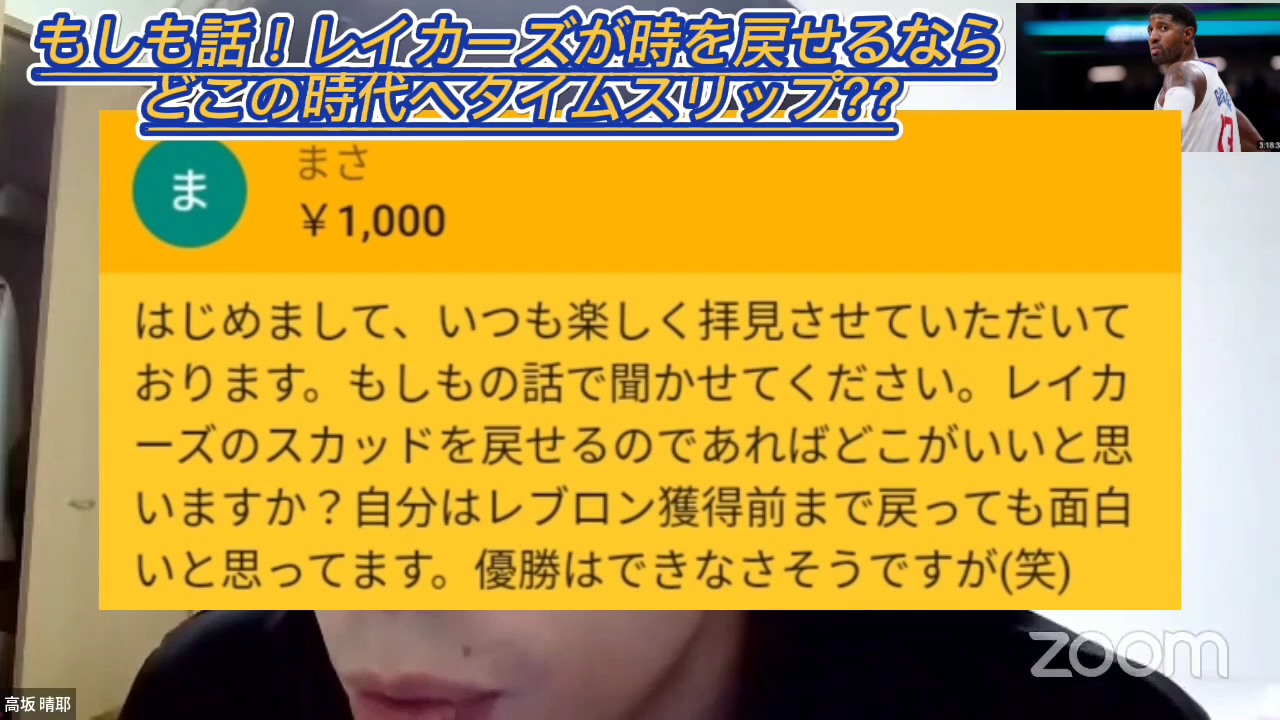 もしも話！レイカーズが時を戻せるなら
どこの時代へタイムスリップ??
ま
まさ
￥1,000
はじめまして、いつも楽しく拝見させていただいて
おります。もしもの話で聞かせてください。レイカ
ーズのスカッドを戻せるのであればどこがいいと思
いますか？自分はレブロン獲得前まで戻っても面白
いと思ってます。優勝はできなさそうですが(笑)
13
3:18:3
zoom
高坂 晴耶